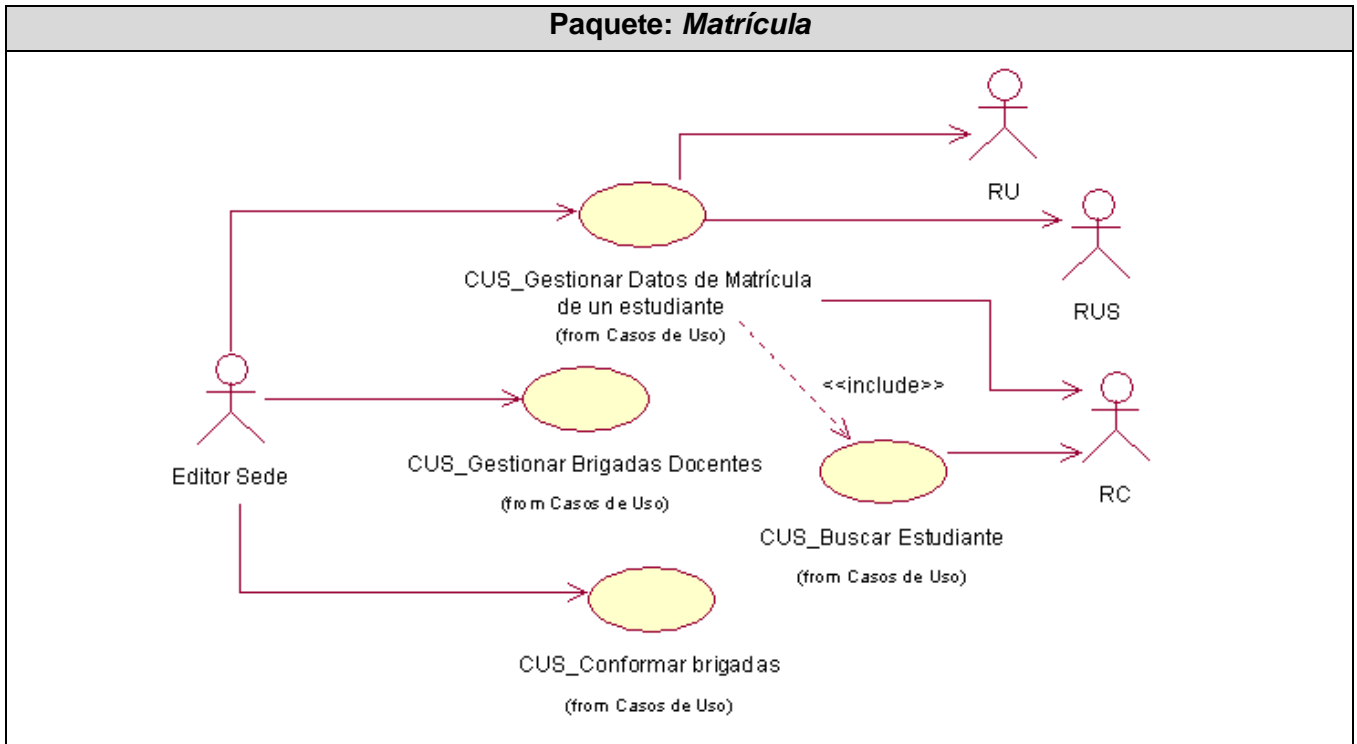 Paquete: Matrícula
RU
RUS
CUS_Gestionar Datos de Matrícula
de un estudiante
(from Casos de Uso)
<<include>>
Editor Sede
CUS_Gestionar Brigadas Docentes
(from Casos de Uso)
RC
CUS_Buscar Estudiante
(from Casos de Uso)
CUS_Conformar brigadas
(from Casos de Uso)